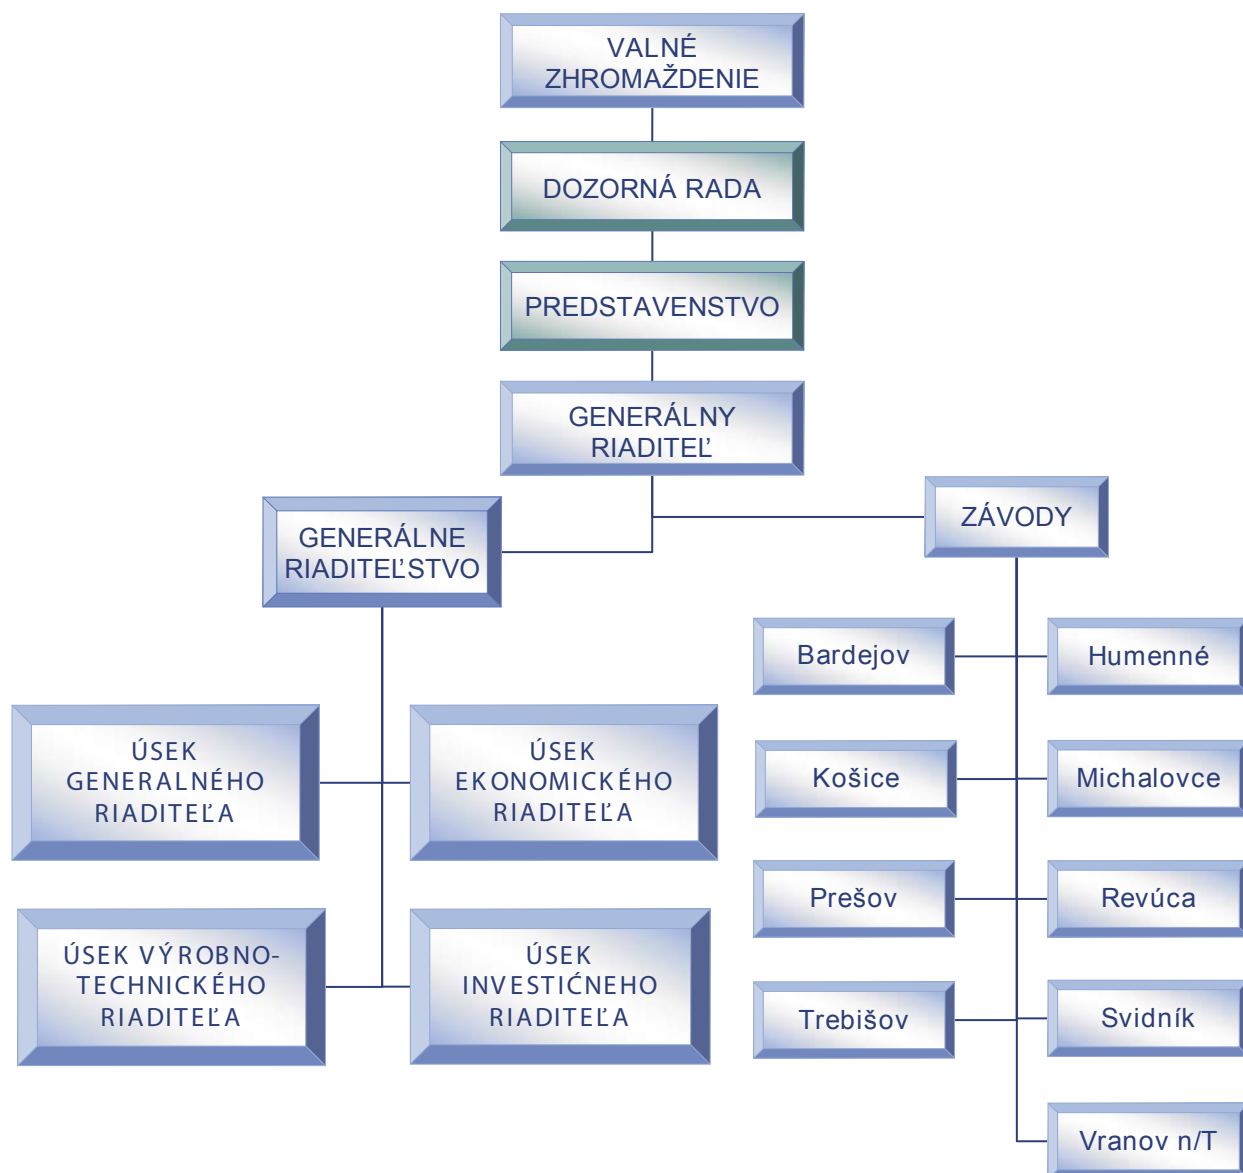 VALNÉ
ZHROMAŽDENIE
DOZORNÁ RADA
PREDSTAVENSTVO
GENERÁLNY
RIADITEĽ
GENERÁLNE
RIADITEĽSTVO
ZÁVODY
Bardejov
Humenné
ÚSEK
GENERALNÉHO
RIADITEĽA
ÚSEK
EKONOMICKÉHO
RIADITEĽA
Košice
Michalovce
Prešov
Revúca
ÚSEK VÝROBNO-
TECHNICKÉHO
RIADITEĽA
ÚSEK
INVESTIĆNEHO
RIADITEĽA
Trebišov
Svidník
Vranov n/T